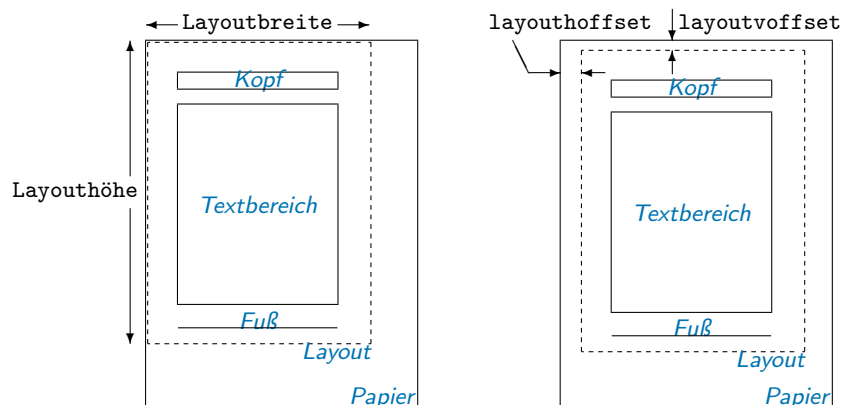 Layoutbreite
Kopf
Layouthöhe
Textbereich
Fuß
Layout
Papier
layouthoffset
layoutvoffset
Kopf
Textbereich
Fuß
Layout
Papier